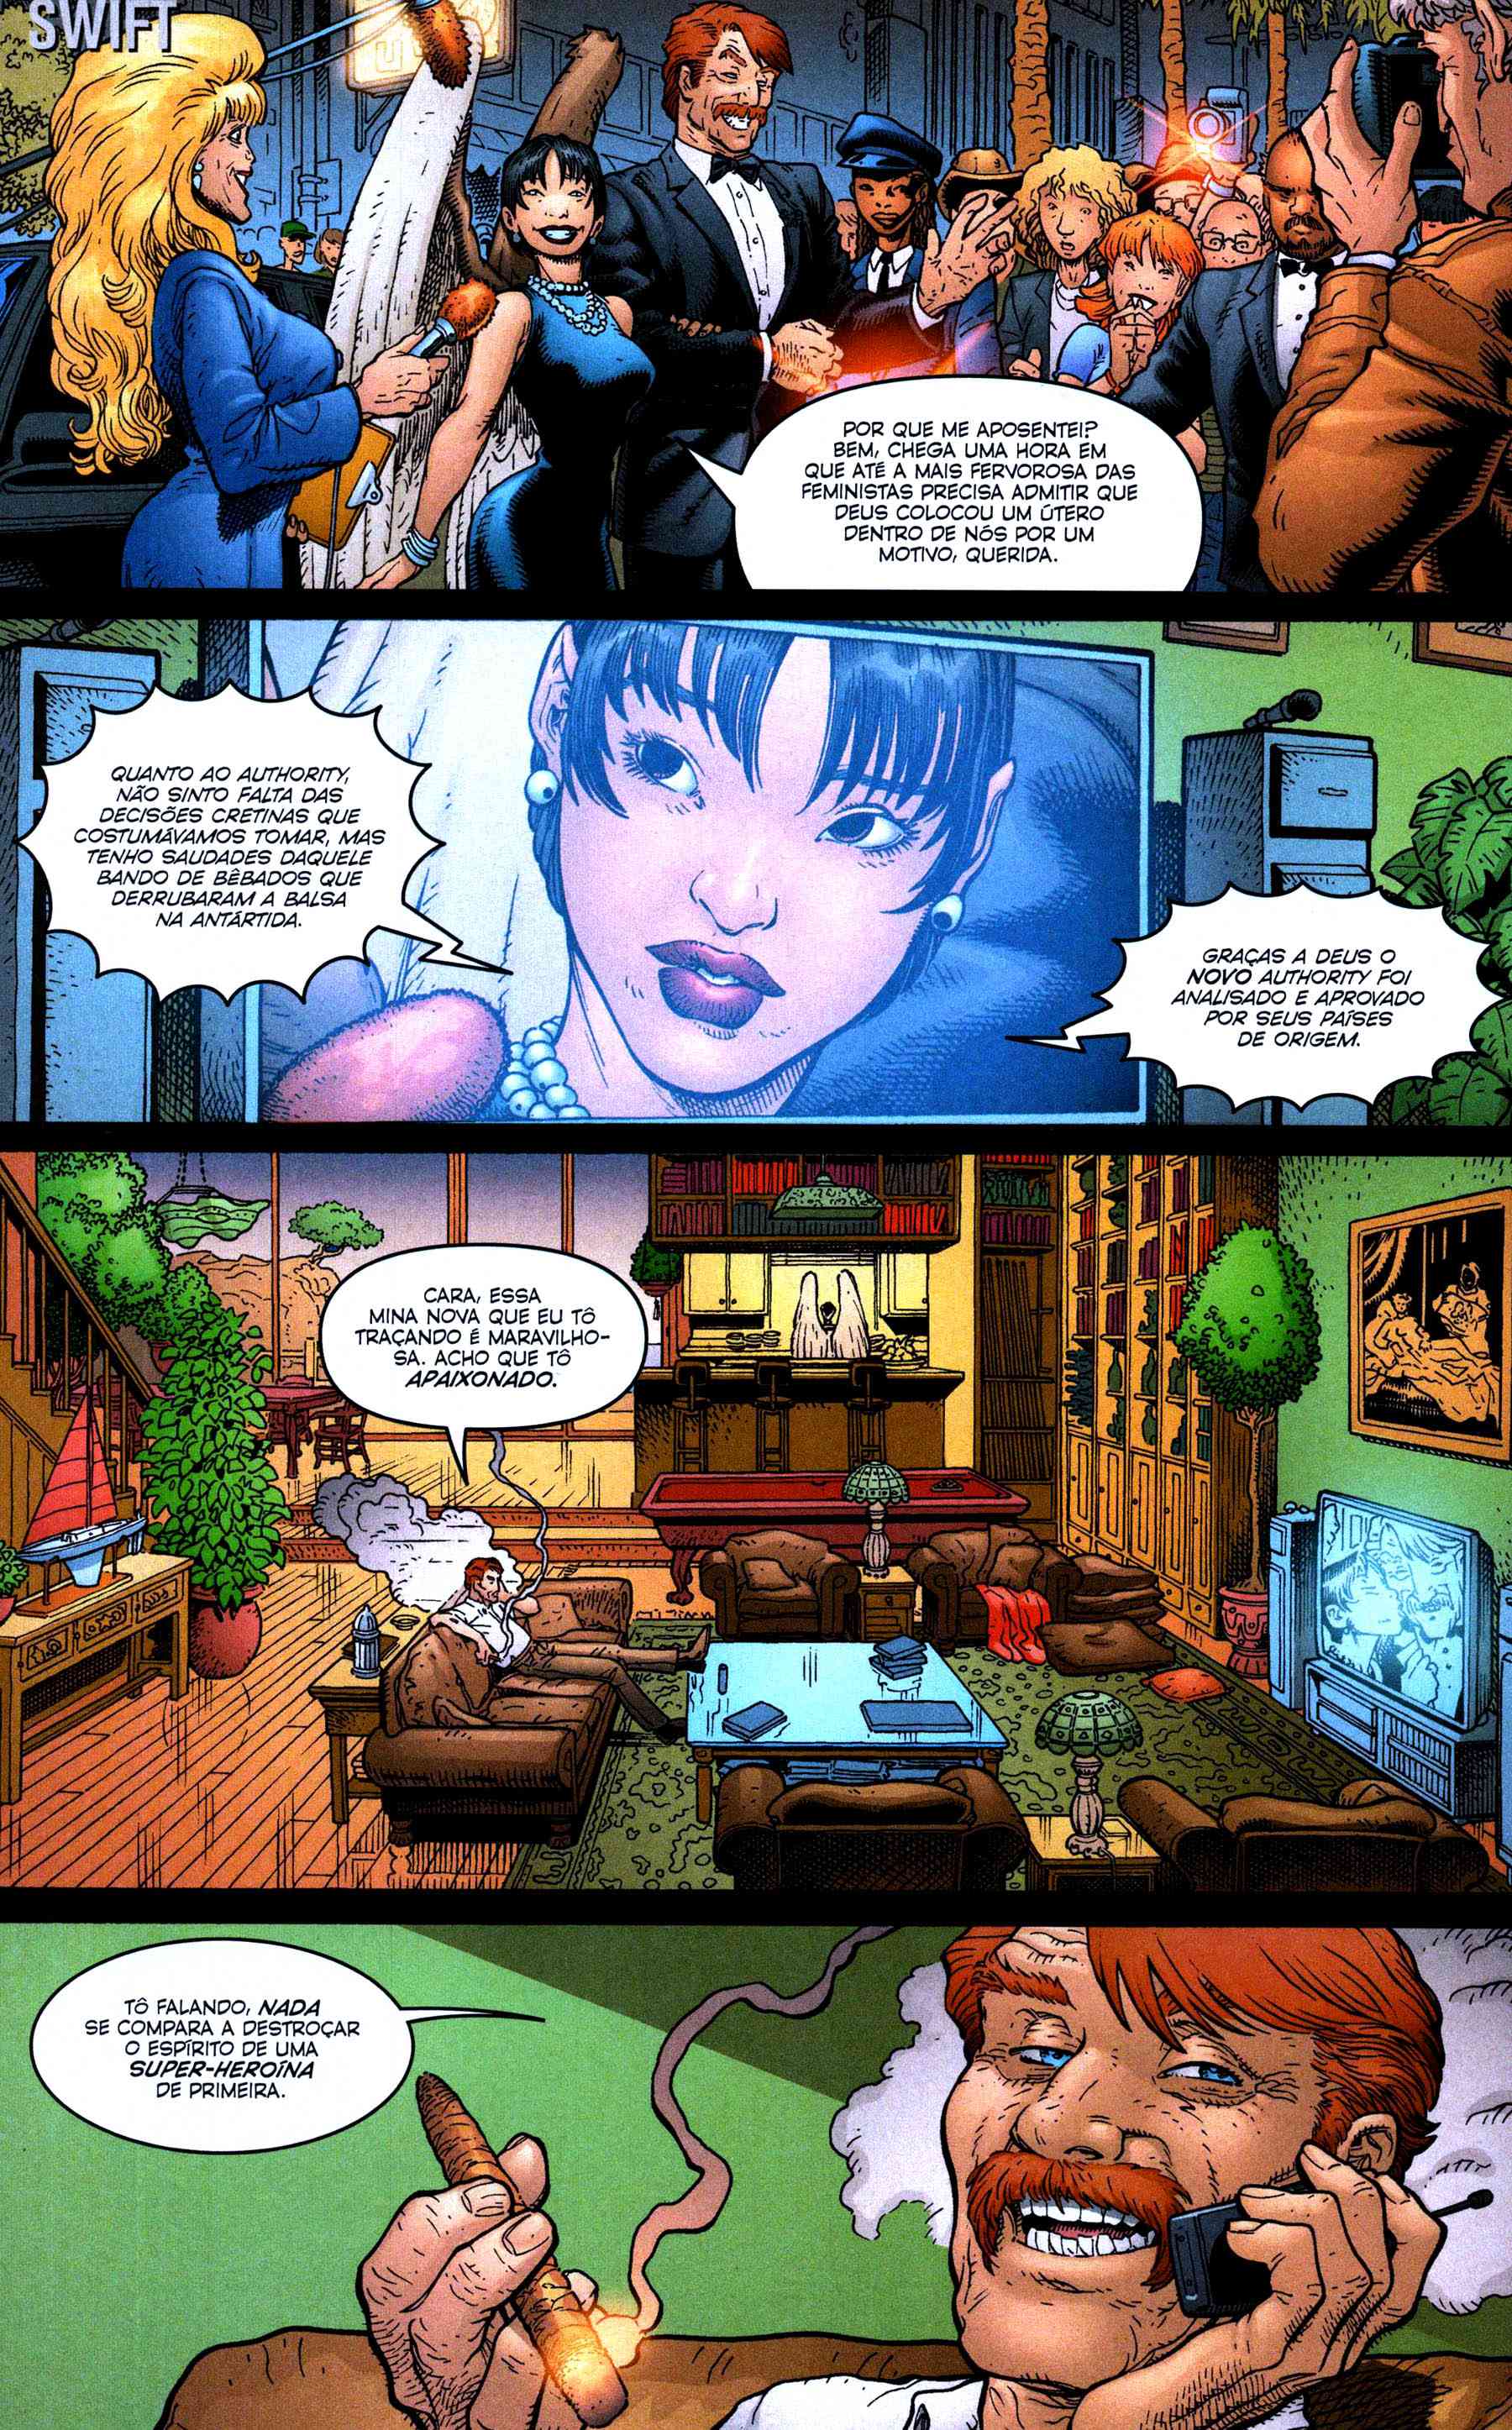 SWIFT
POR QUE ME APOSENTEI?
BEM, CHEGA UMA HORA EM
QUE ATÉ A MAIS FERVOROSA DAS
FEMINISTAS PRECISA ADMITIR QUE
DEUS COLOCOU UM ÚTERO
DENTRO DE NÓS POR UM
MOTIVO, QUERIDA.
QUANTO AO AUTHORITY,
NÃO SINTO FALTA DAS
DECISÕES CRETINAS QUE
COSTUMÁVAMOS TOMAR, MAS
TENHO SAUDADES DAQUELE
BANDO DE BÊBADOS QUE
DERRUBARAM A BALSA
NA ANTÁRTIDA.
GRAÇAS A DEUS O
NOVO AUTHORITY FOI
ANALISADO E APROVADO
POR SEUS PAÍSES
DE ORIGEM.
CARA, ESSA
MINA NOVA QUE EU TÔ
TRAÇANDO É MARAVILHO-
SA. ACHO QUE TÔ
APAIXONADO.
TÔ FALANDO, NADA
SE COMPARA A DESTROÇAR
O ESPÍRITO DE UMA
SUPER-HEROÍNA
DE PRIMEIRA.